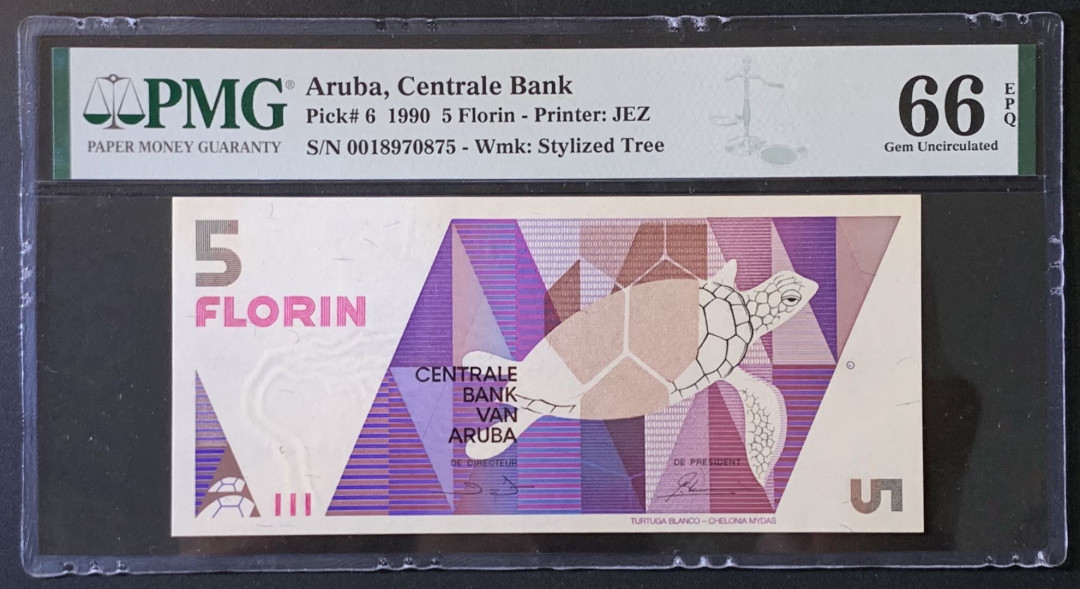 PMG®
PAPER MONEY GUARANTY
Aruba, Centrale Bank
Pick# 6 1990 5 Florin - Printer: JEZ
S/N 0018970875 - Wmk: Stylized Tree
66
EPQ
Gem Uncirculated
5
FLORIN
CENTRALE
BANK
VAN
ARUBA
DE DIRECTEUR
DE PRESIDENT
5
TURTUGA BLANCO – CHELONIA MYDAS